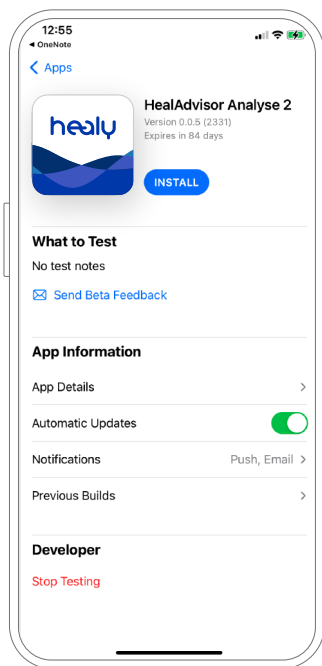 12:55
◀ OneNote
Apps
healy
HealAdvisor Analyse 2
Version 0.0.5 (2331)
Expires in 84 days
INSTALL
What to Test
No test notes
Send Beta Feedback
App Information
App Details
Automatic Updates
Notifications Push, Email
Previous Builds
Developer
Stop Testing